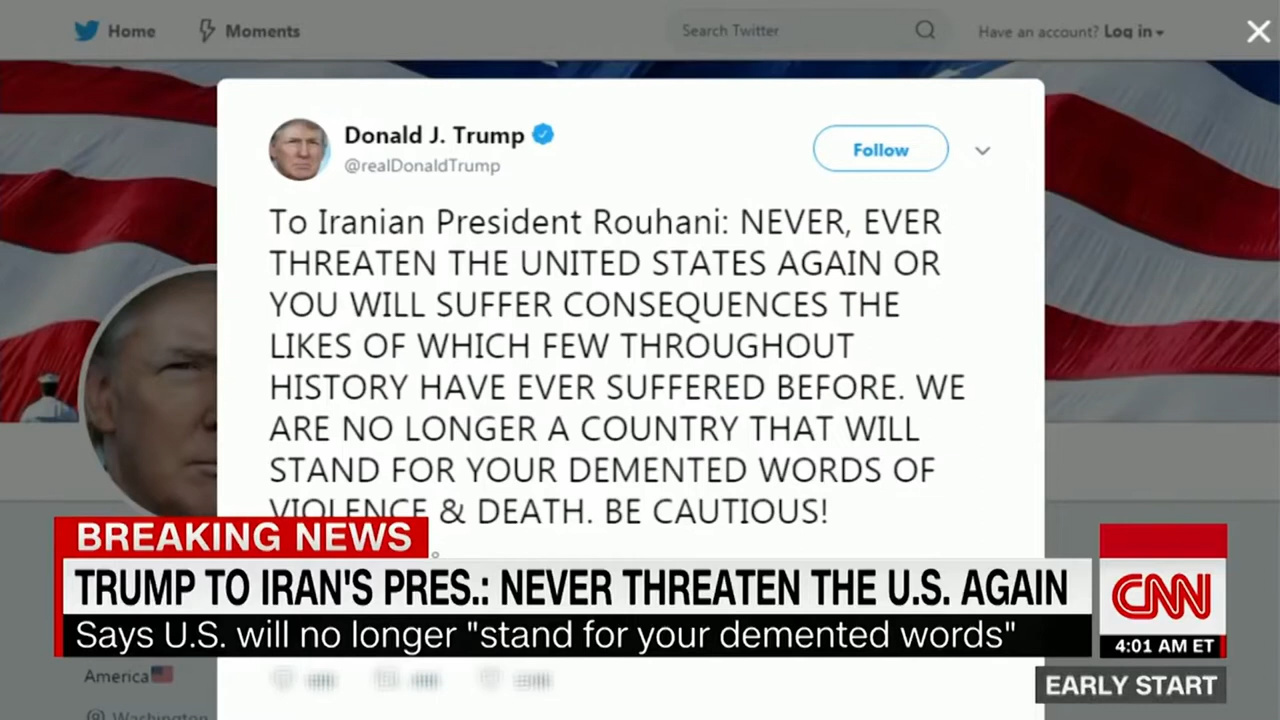 Home
Moments
Search Twitter
Have an account? Log in
Donald J. Trump
@realDonaldTrump
Follow
To Iranian President Rouhani: NEVER, EVER
THREATEN THE UNITED STATES AGAIN OR
YOU WILL SUFFER CONSEQUENCES THE
LIKES OF WHICH FEW THROUGHOUT
HISTORY HAVE EVER SUFFERED BEFORE. WE
ARE NO LONGER A COUNTRY THAT WILL
STAND FOR YOUR DEMENTED WORDS OF
VIOLENCE & DEATH. BE CAUTIOUS!
BREAKING NEWS
TRUMP TO IRAN'S PRES.: NEVER THREATEN THE U.S. AGAIN
Says U.S. will no longer "stand for your demented words"
CNN
4:01 AM ET
EARLY START
America
Washington